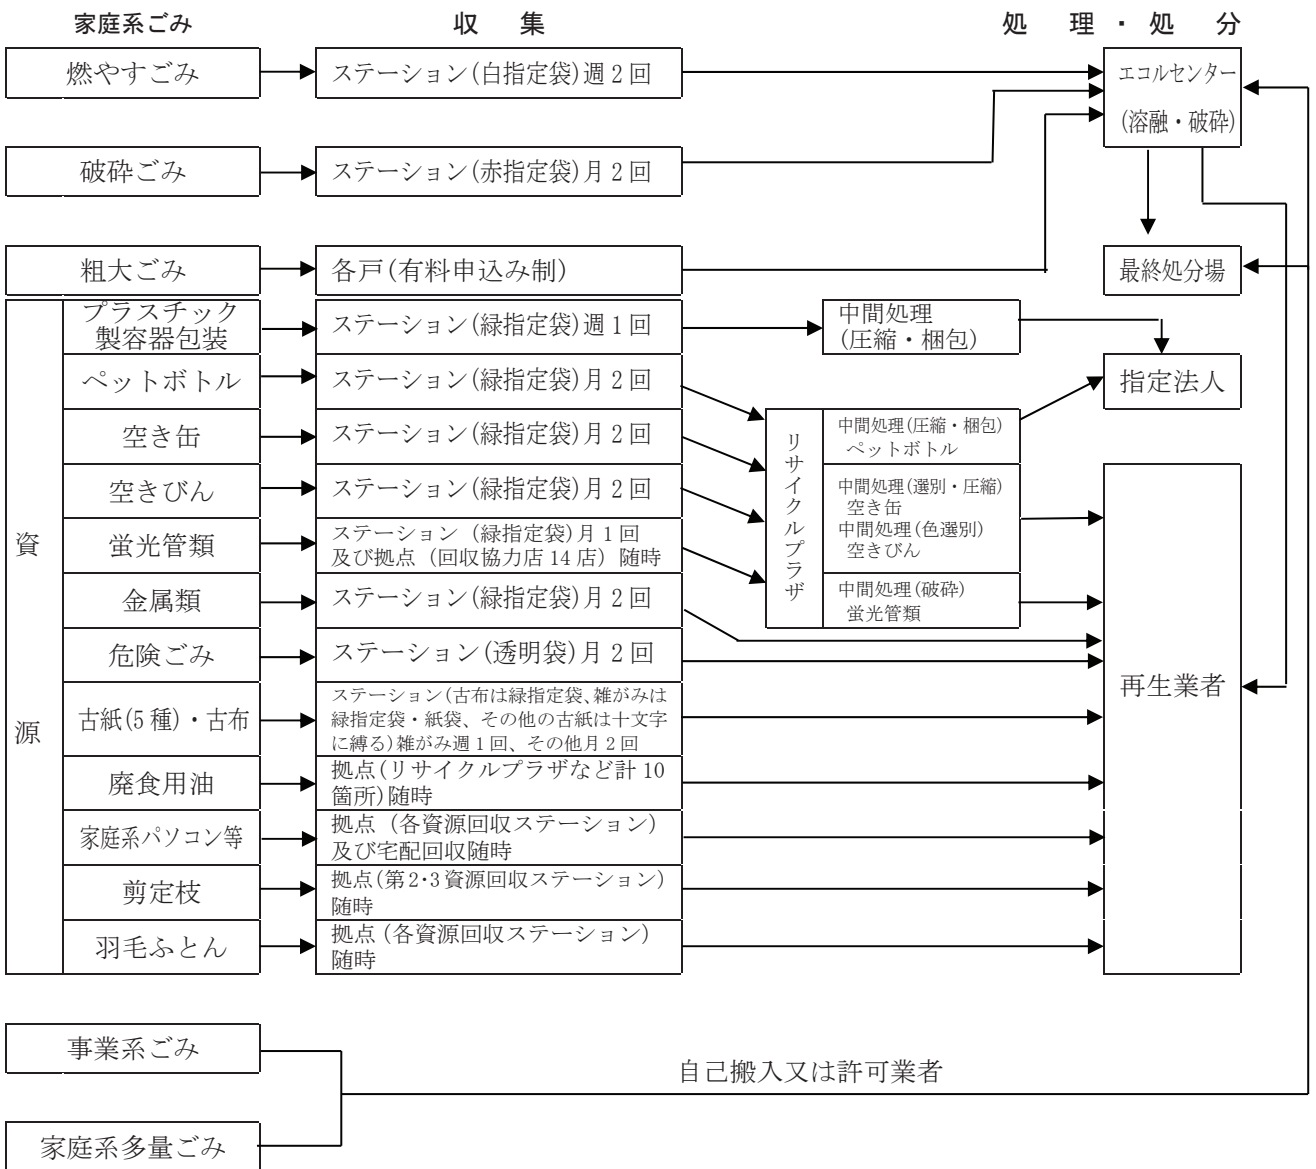 家庭系ごみ
収　集
処　理・処　分
燃やすごみ
ステーション(白指定袋)週2回
エコルセンター
(溶融・破砕)
破砕ごみ
ステーション(赤指定袋)月2回
粗大ごみ
各戸(有料申込み制)
最終処分場
資源
プラスチック
製容器包装
ステーション(緑指定袋)週1回
中間処理
(圧縮・梱包)
指定法人
ペットボトル
ステーション(緑指定袋)月2回
リサイクルプラザ
中間処理(圧縮・梱包)
ペットボトル
空き缶
ステーション(緑指定袋)月2回
中間処理(選別・圧縮)
空き缶
中間処理(色選別)
空きびん
空きびん
ステーション(緑指定袋)月2回
蛍光管類
ステーション（緑指定袋)月1回
及び拠点（回収協力店14店）随時
中間処理(破砕)
蛍光管類
金属類
ステーション(緑指定袋)月2回
危険ごみ
ステーション(透明袋)月2回
再生業者
古紙(5種)・古布
ステーション(古布は緑指定袋、雑がみは
緑指定袋・紙袋、その他の古紙は十文字
に縛る)雑がみ週1回、その他月2回
廃食用油
拠点(リサイクルプラザなど計10
箇所)随時
家庭系パソコン等
拠点（各資源回収ステーション）
及び宅配回収随時
剪定枝
拠点(第2・3資源回収ステーション)
随時
羽毛ふとん
拠点（各資源回収ステーション）
随時
事業系ごみ
自己搬入又は許可業者
家庭系多量ごみ